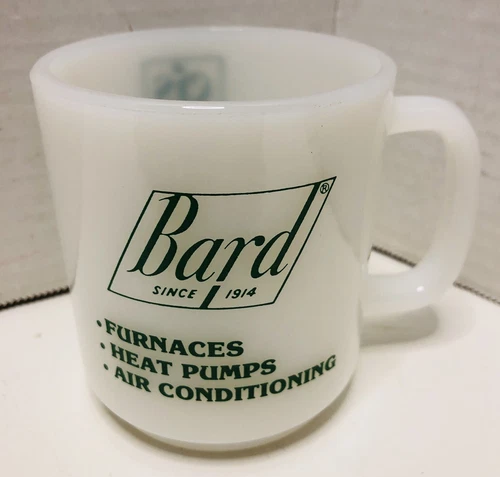 Bard®
SINCE 1914
• FURNACES
• HEAT PUMPS
• AIR CONDITIONING